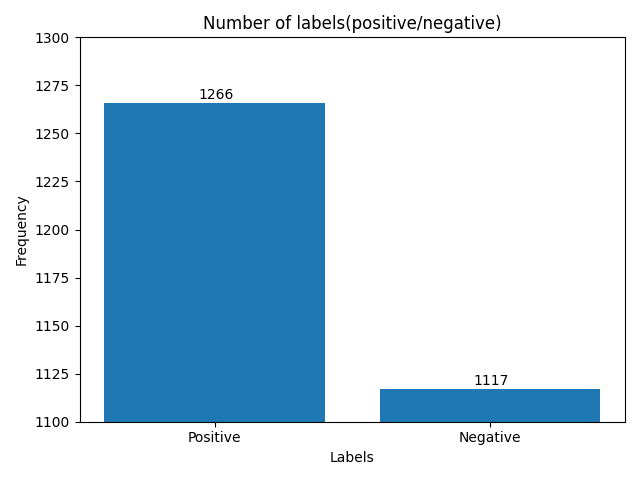 Number of labels(positive/negative)
1300
1275
1266
1250
1225
1200
Frequency
1175
1150
1125
1117
1100
Positive
Negative
Labels